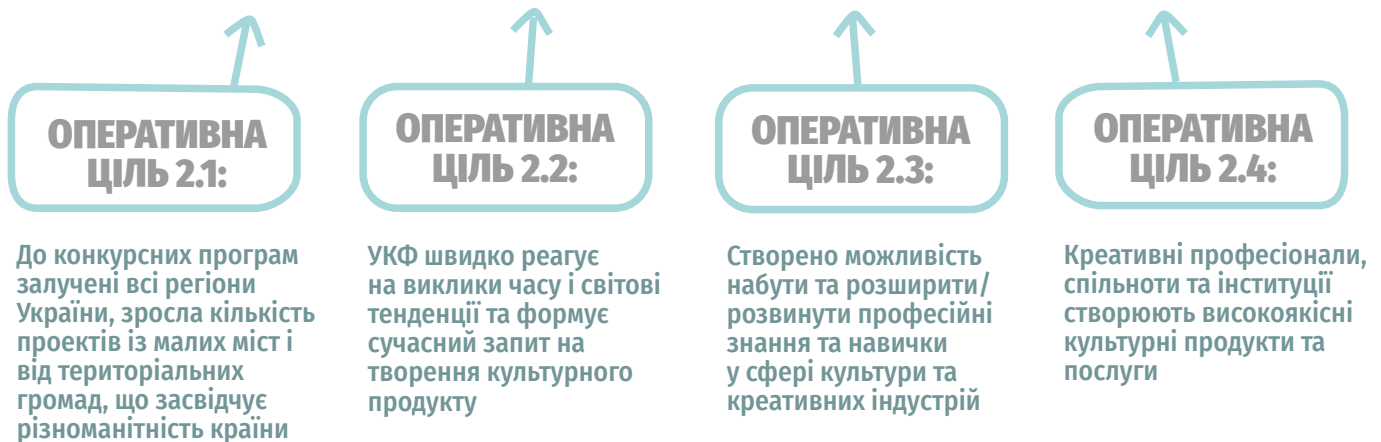 ОПЕРАТИВНА
ЦІЛЬ 2.1:
До конкурсних програм
залучені всі регіони
України, зросла кількість
проектів із малих міст і
від територіальних
громад, що засвідчує
різноманітність країни
ОПЕРАТИВНА
ЦІЛЬ 2.2:
УКФ швидко реагує
на виклики часу і світові
тенденції та формує
сучасний запит на
творення культурного
продукту
ОПЕРАТИВНА
ЦІЛЬ 2.3:
Створено можливість
набути та розширити/
розвинути професійні
знання та навички
у сфері культури та
креативних індустрій
ОПЕРАТИВНА
ЦІЛЬ 2.4:
Креативні професіонали,
спільноти та інституції
створюють високоякісні
культурні продукти та
послуги